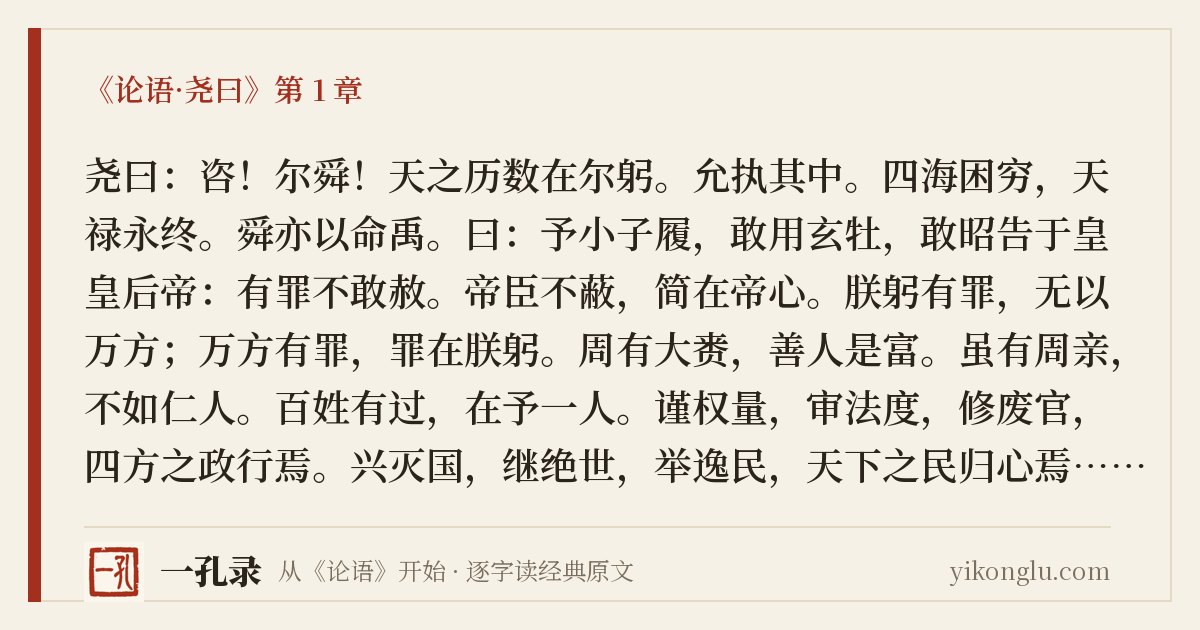 《论语·尧曰》第 1 章
尧曰：咨！尔舜！天之历数在尔躬。允执其中。四海困穷，天
禄永终。舜亦以命禹。曰：予小子履，敢用玄牡，敢昭告于皇
皇后帝：有罪不敢赦。帝臣不蔽，简在帝心。朕躬有罪，无以
万方；万方有罪，罪在朕躬。周有大赉，善人是富。虽有周亲，
不如仁人。百姓有过，在予一人。谨权量，审法度，修废官，
四方之政行焉。兴灭国，继绝世，举逸民，天下之民归心焉……
一孔
一孔录 从《论语》开始 · 逐字读经典原文 yikonglu.com